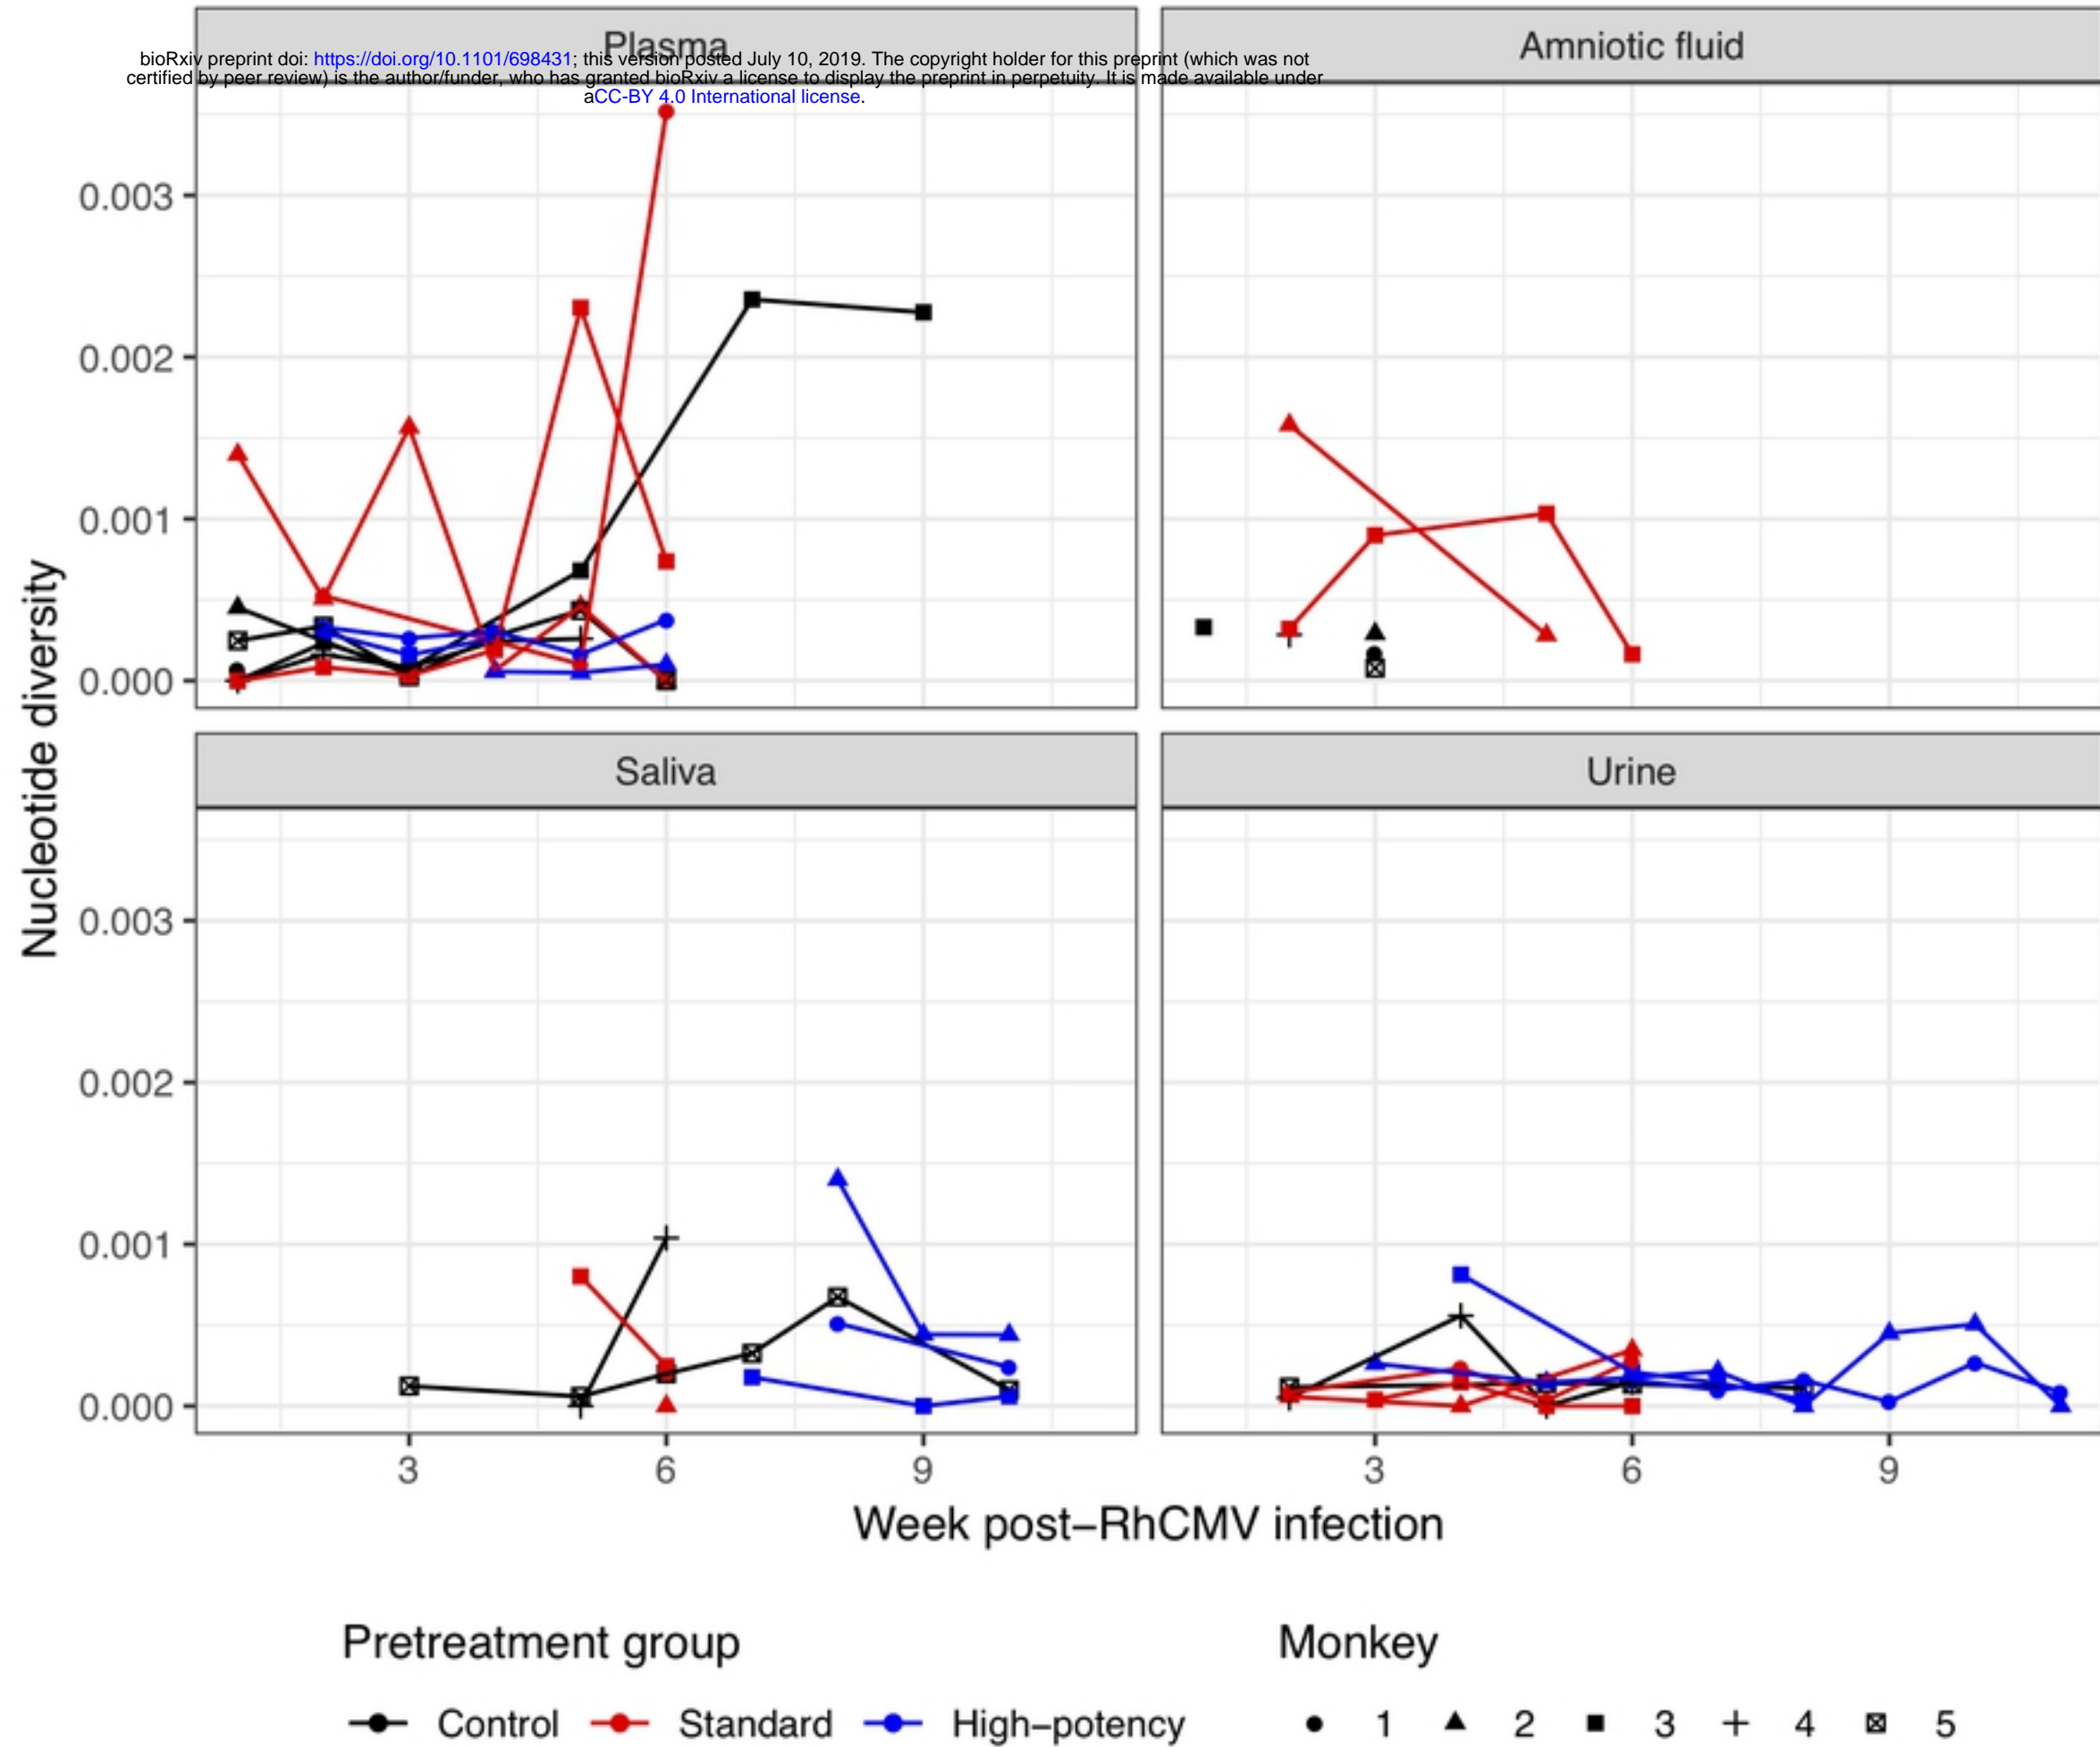 Plasma
Amniotic fluid
bioRxiv preprint doi: https://doi.org/10.1101/698431; this version posted July 10, 2019. The copyright holder for this preprint (which was not
certified by peer review) is the author/funder, who has granted bioRxiv a license to display the preprint in perpetuity. It is made available under
aCC-BY 4.0 International license.
0.003
0.002
0.001
0.000
Nucleotide diversity
Saliva
Urine
0.003
0.002
0.001
0.000
3 6 9 3 6 9
Week post–RhCMV infection
Pretreatment group
Monkey
Control Standard High–potency 1 2 3 4 5